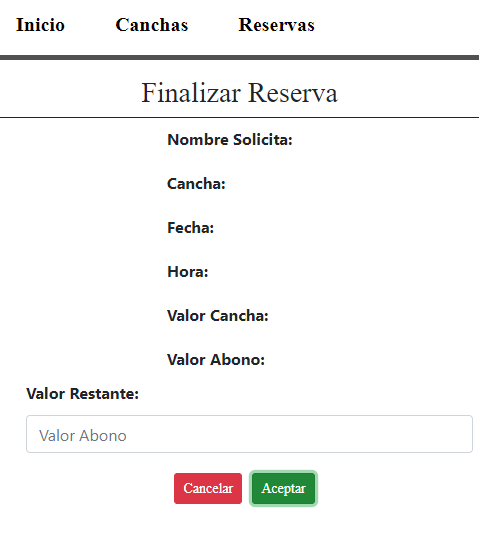 Inicio Canchas Reservas
Finalizar Reserva
Nombre Solicita:
Cancha:
Fecha:
Hora:
Valor Cancha:
Valor Abono:
Valor Restante:
Valor Abono
Cancelar Aceptar